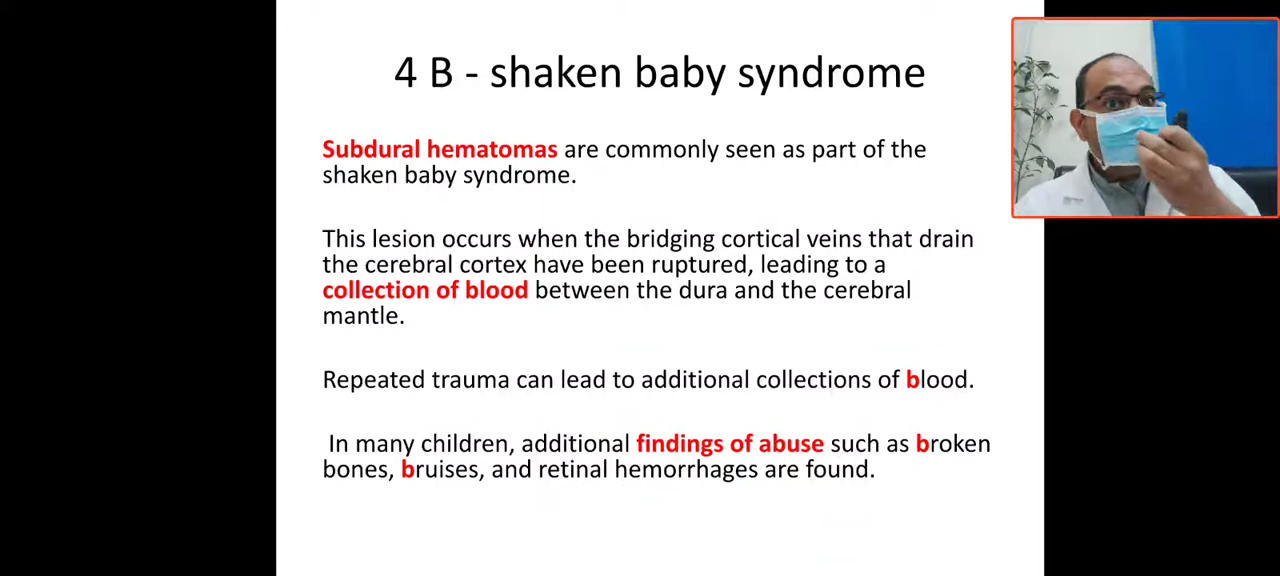 4 B - shaken baby syndrome
Subdural hematomas are commonly seen as part of the
shaken baby syndrome.
This lesion occurs when the bridging cortical veins that drain
the cerebral cortex have been ruptured, leading to a
collection of blood between the dura and the cerebral
mantle.
Repeated trauma can lead to additional collections of blood.
In many children, additional findings of abuse such as broken
bones, bruises, and retinal hemorrhages are found.